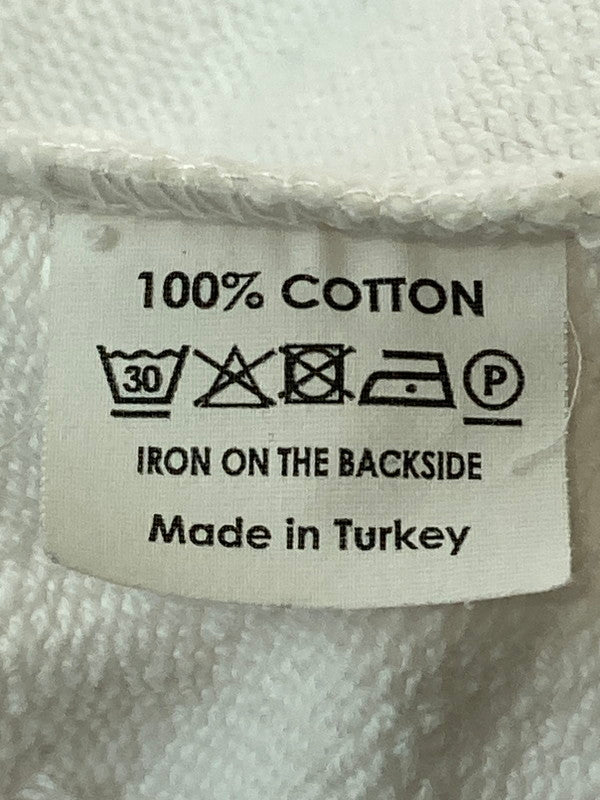 100% COTTON
30 P
IRON ON THE BACKSIDE
Made in Turkey